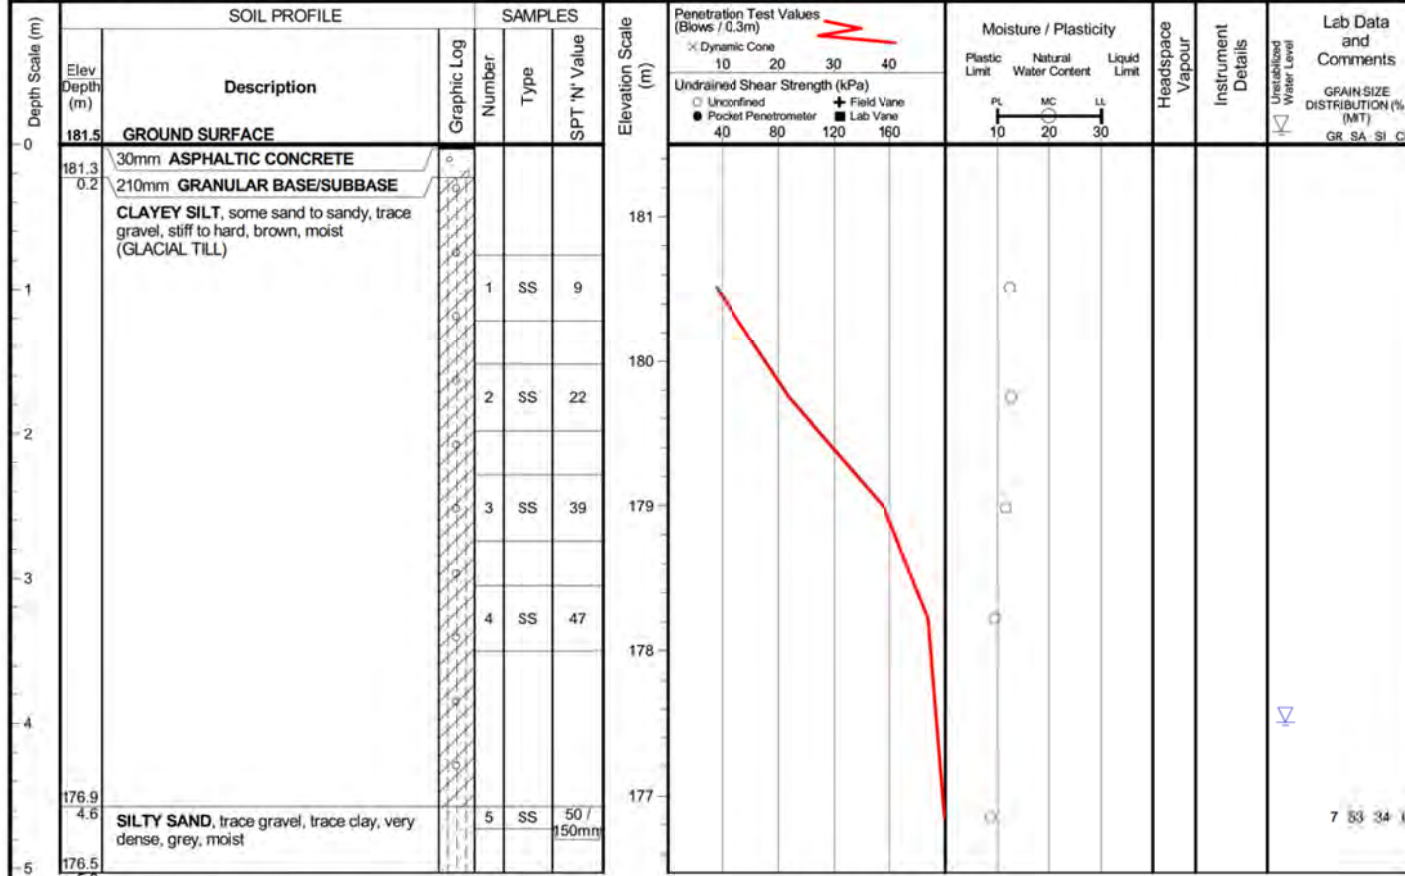 SOIL PROFILE
SAMPLES
Depth Scale (m)
Elev
Depth
(m)
Description
Graphic Log
Number
Type
SPT 'N' Value
Elevation Scale
(m)
Penetration Test Values
(Blows / 0.3m)
× Dynamic Cone
10 20 30 40
Undrained Shear Strength (kPa)
○ Unconfined + Field Vane
● Pocket Penetrometer ■ Lab Vane
40 80 120 160
Moisture / Plasticity
Plastic Natural Liquid
Limit Water Content Limit
PL MC LL
10 20 30
Headspace
Vapour
Instrument
Details
Unstabilized
Water Level
Lab Data
and
Comments
GRAIN SIZE
DISTRIBUTION (%
(MIT)
GR SA SI
181.5 GROUND SURFACE
0
30mm ASPHALTIC CONCRETE
181.3
0.2 210mm GRANULAR BASE/SUBBASE
CLAYEY SILT, some sand to sandy, trace
gravel, stiff to hard, brown, moist
(GLACIAL TILL)
181
1
1 SS 9
180
2 SS 22
2
3 SS 39
179
3
4 SS 47
178
4
177
176.9
4.6
SILTY SAND, trace gravel, trace clay, very
dense, grey, moist
5 SS 50 /
150mm
7 53 34
176.5
5